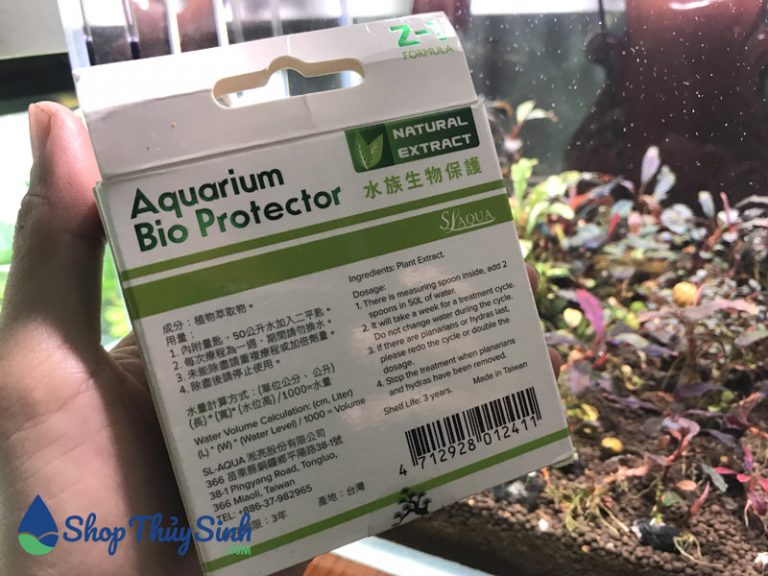 Z-1
FORMULA
NATURAL
EXTRACT
Aquarium
Bio Protector
水族生物保護
SL AQUA
成分：植物萃取物。
用量：
1. 內附量匙，50公升水加入二平匙。
2. 每次療程為一週，期間請勿換水。
3. 未能除盡請重複療程或加倍劑量。
4. 除盡後請停止使用。
水量計算方式：(單位公分，公升)
(長)*(寬)*(水位高)/1000=水量
Water Volume Calculation: (cm, Liter)
(L) * (W) * (Water Level) / 1000 = Volume
SL-AQUA 淞亮股份有限公司
366 苗栗縣銅鑼鄉平陽路38-1號
38-1 Pingyang Road, Tongluo,
366 Miaoli, Taiwan
TEL: +886-37-982965
限：3年
產地：台灣
Ingredients: Plant Extract.
Dosage:
1. There is measuring spoon inside, add 2
spoons in 50L of water.
2. It will take a week for a treatment cycle.
Do not change water during the cycle.
3. If there are planarians or hydras last,
please redo the cycle or double the
dosage.
4. Stop the treatment when planarians
and hydras have been removed.
Shelf Life: 3 years.
Made in Taiwan
4 712928 012411
ShopThủySinh
.COM